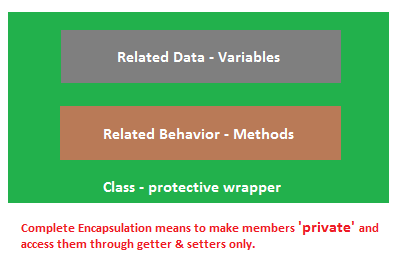 Related Data - Variables
Related Behavior - Methods
Class - protective wrapper
Complete Encapsulation means to make members 'private' and
access them through getter & setters only.